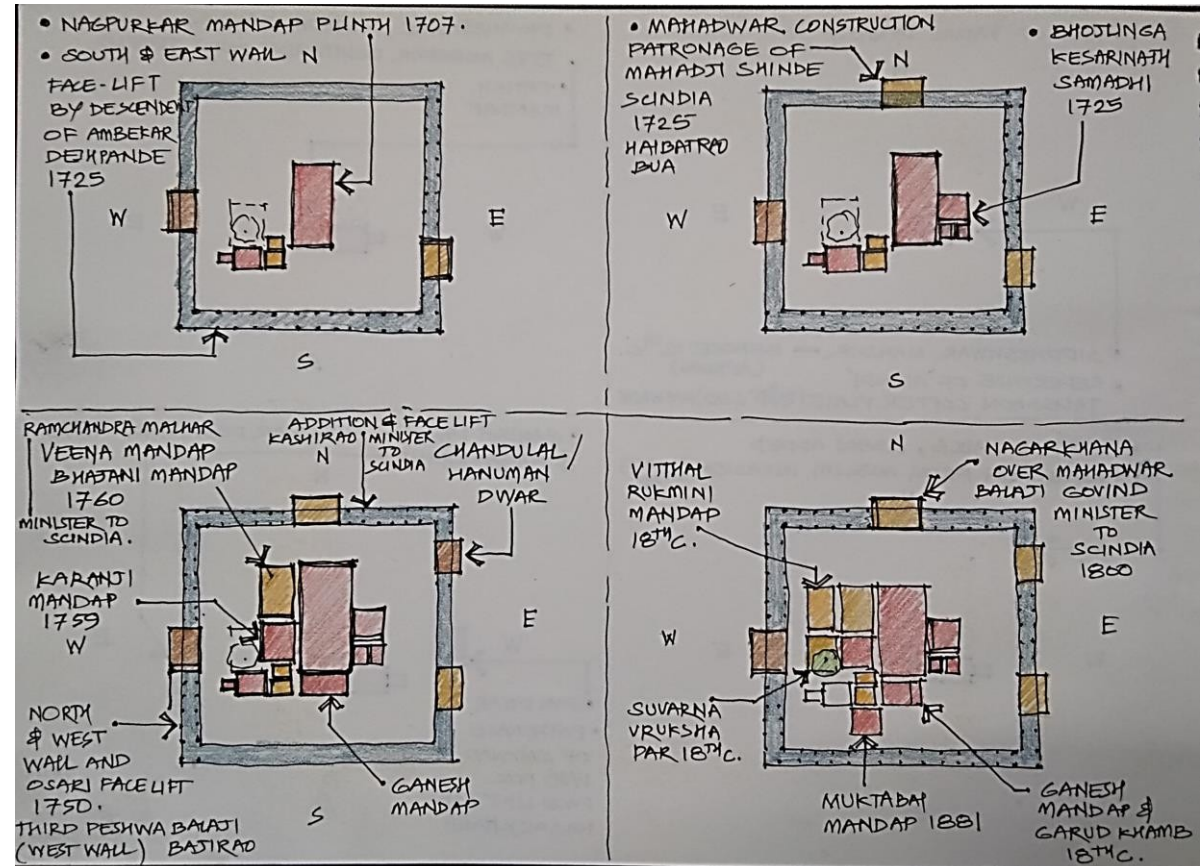 • NAGPURKAR MANDAP PLINTH 1707.
• SOUTH & EAST WALL
N
FACE-LIFT
BY DESCENDENT
OF AMBEKAR
DESHPANDE
1725
W
E
S
• MAHADWAR CONSTRUCTION
PATRONAGE OF
MAHADJI SHINDE
SCINDIA
1725
HAIBATRAO
BUA
N
• BHOJLINGA
KESARINATH
SAMADHI
1725
W
E
S
RAMCHANDRA MALHAR
VEENA MANDAP
BHAJANI MANDAP
1760
MINISTER TO
SCINDIA.
ADDITION & FACE LIFT
KASHIRAO MINISTER
TO
SCINDIA
N
CHANDULAL/
HANUMAN
DWAR
KARANJI
MANDAP
1759
W
E
NORTH
& WEST
WALL AND
OSARI FACE LIFT
1750.
THIRD PESHWA BALAJI
(WEST WALL) BAJIRAO
S
GANESH
MANDAP
N
VITTHAL
RUKMINI
MANDAP
18TH C.
NAGARKHANA
OVER MAHADWAR
BALAJI GOVIND
MINISTER
TO
SCINDIA
1800
W
E
SUVARNA
VRUKSHA
PAR 18TH C.
S
MUKTABAI
MANDAP 1881
GANESH
MANDAP &
GARUD KHAMB
18TH C.